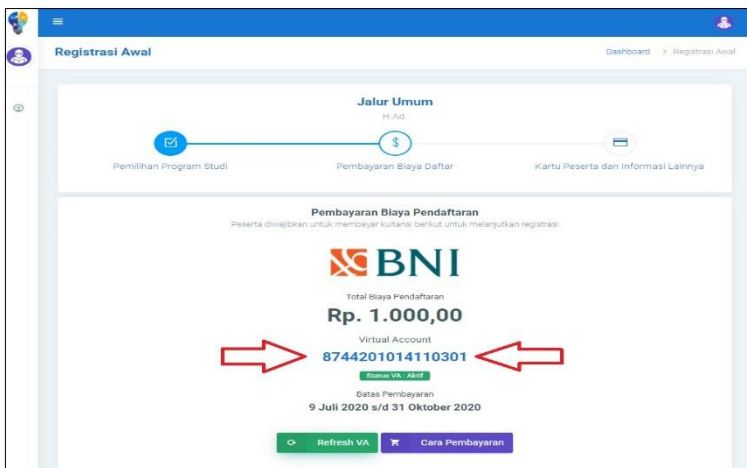 Registrasi Awal
Dashboard > Registrasi Awal
Jalur Umum
H.Ad.
$
Pemilihan Program Studi
Pembayaran Biaya Daftar
Kartu Peserta dan Informasi Lainnya
Pembayaran Biaya Pendaftaran
Peserta diwajibkan untuk membayar kuitansi berikut untuk melanjutkan registrasi
BNI
Total Biaya Pendaftaran
Rp. 1.000,00
Virtual Account
8744201014110301
Status VA : Aktif
Batas Pembayaran
9 Juli 2020 s/d 31 Oktober 2020
Refresh VA
Cara Pembayaran